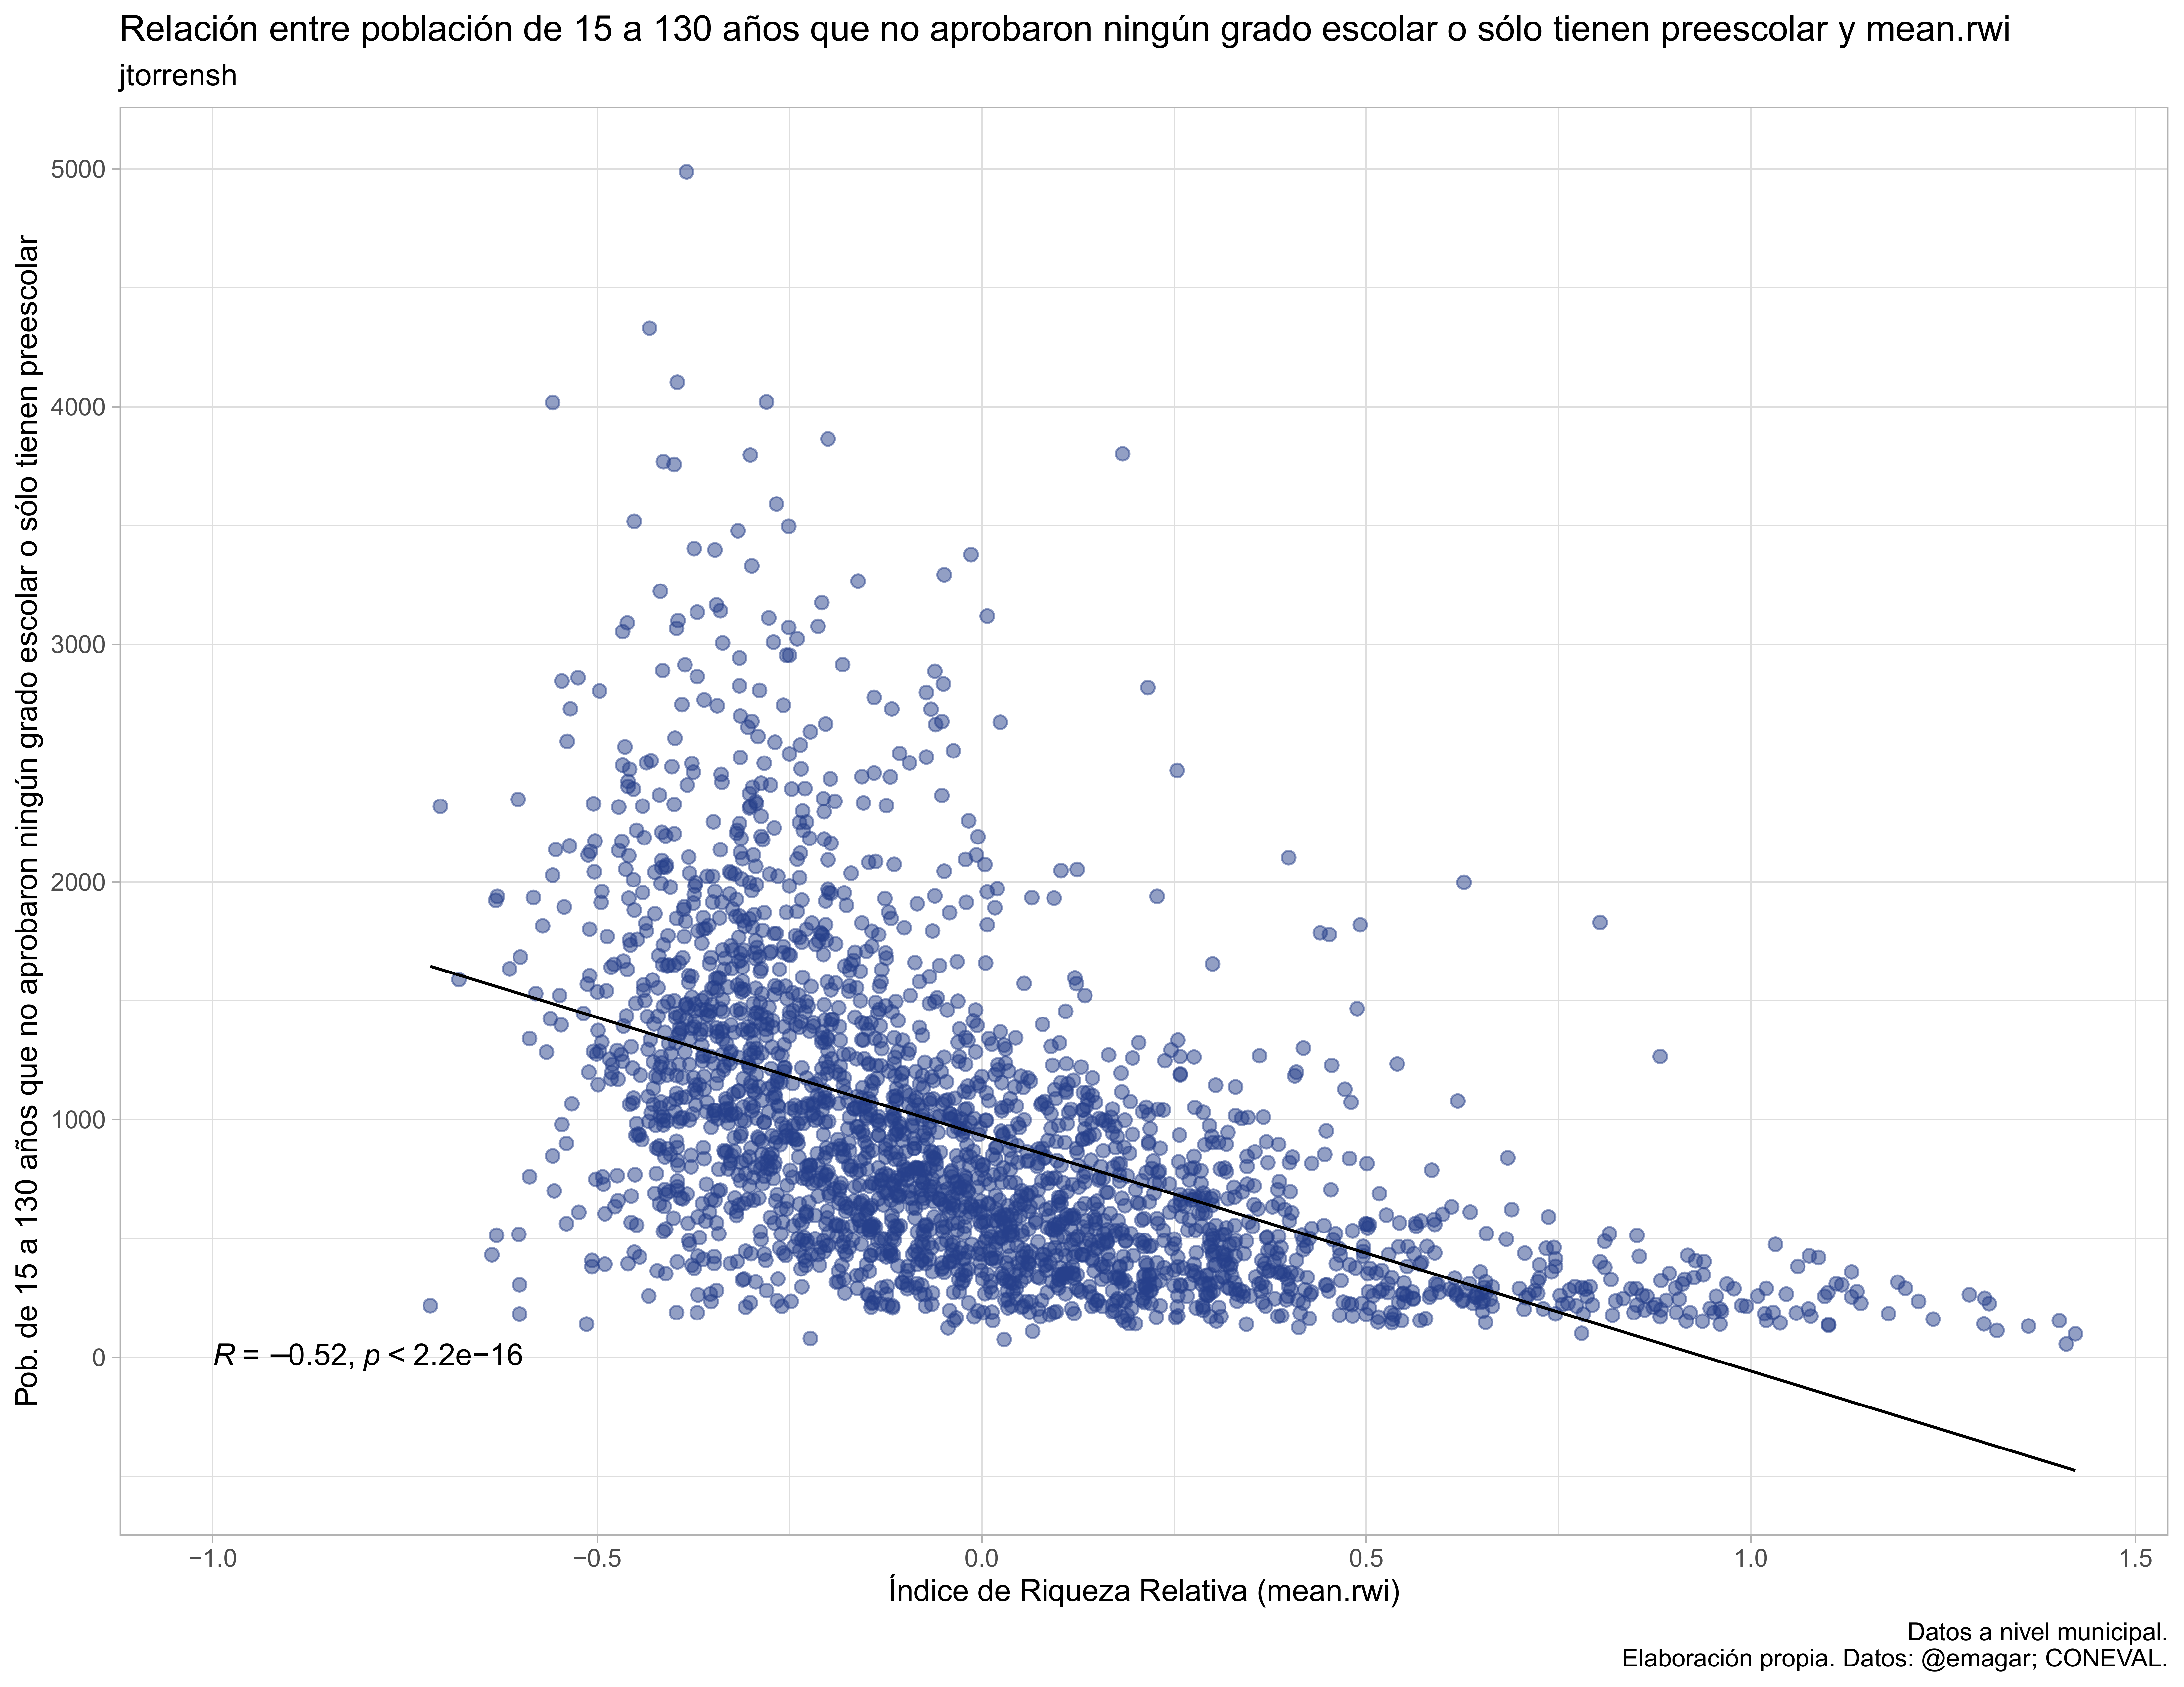 Relación entre población de 15 a 130 años que no aprobaron ningún grado escolar o sólo tienen preescolar y mean.rwi
jtorrensh
Pob. de 15 a 130 años que no aprobaron ningún grado escolar o sólo tienen preescolar
5000
4000
3000
2000
1000
0
R = −0.52, p < 2.2e−16
−1.0
−0.5
0.0
0.5
1.0
1.5
Índice de Riqueza Relativa (mean.rwi)
Datos a nivel municipal.
Elaboración propia. Datos: @emagar; CONEVAL.